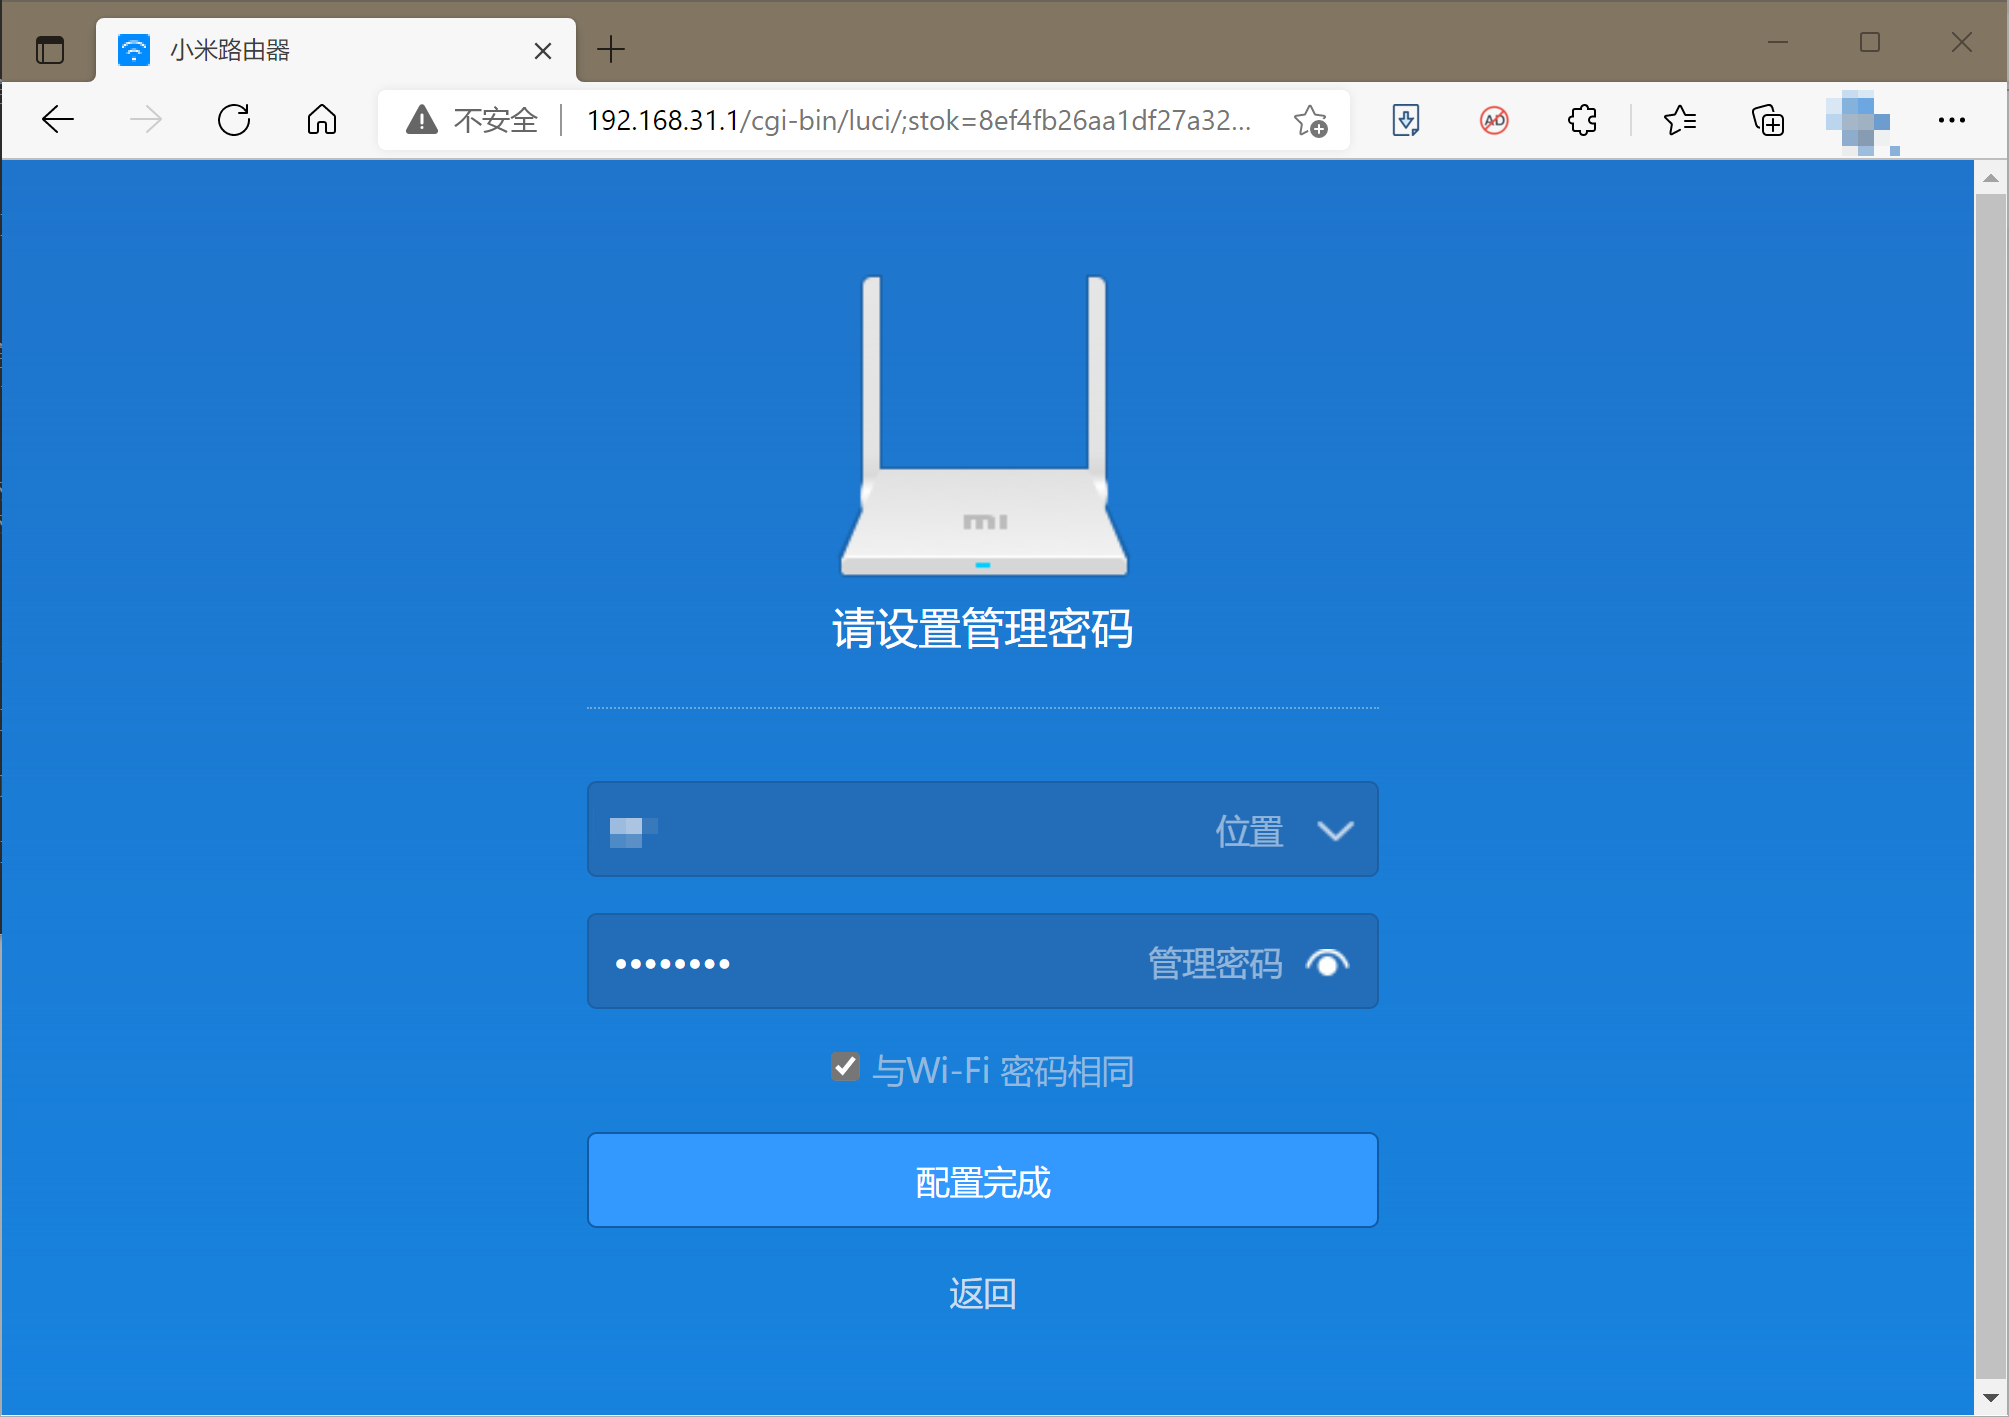 小米路由器
不安全 192.168.31.1/cgi-bin/luci/;stok=8ef4fb26aa1df27a32...
AD
mi
请设置管理密码
位置
•••••••• 管理密码
与Wi-Fi 密码相同
配置完成
返回